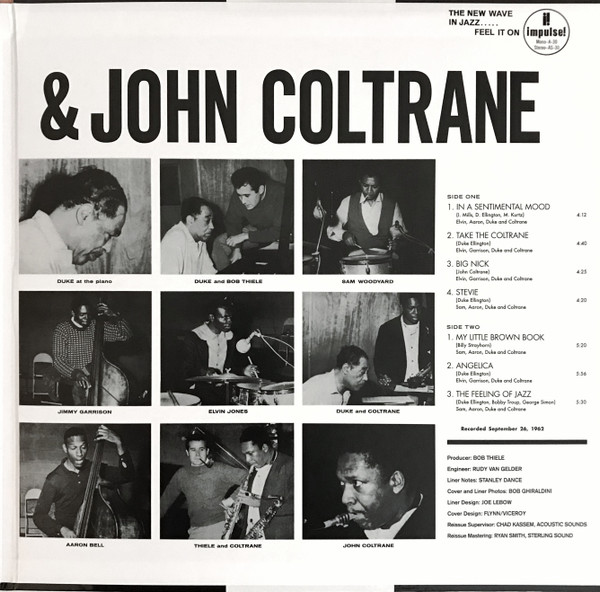 THE NEW WAVE
IN JAZZ.....
FEEL IT ON
impulse!
Mono-A-30
Stereo-AS-30
& JOHN COLTRANE
DUKE at the piano
DUKE and BOB THIELE
SAM WOODYARD
JIMMY GARRISON
ELVIN JONES
DUKE and COLTRANE
AARON BELL
THIELE and COLTRANE
JOHN COLTRANE
SIDE ONE
1. IN A SENTIMENTAL MOOD
(I. Mills, D. Ellington, M. Kurtz) 4:12
Elvin, Aaron, Duke and Coltrane
2. TAKE THE COLTRANE
(Duke Ellington) 4:40
Elvin, Garrison, Duke and Coltrane
3. BIG NICK
(John Coltrane) 4:25
Elvin, Garrison, Duke and Coltrane
4. STEVIE
(Duke Ellington) 4:20
Sam, Aaron, Duke and Coltrane
SIDE TWO
1. MY LITTLE BROWN BOOK
(Billy Strayhorn) 5:20
Sam, Aaron, Duke and Coltrane
2. ANGELICA
(Duke Ellington) 5:56
Elvin, Garrison, Duke and Coltrane
3. THE FEELING OF JAZZ
(Duke Ellington, Bobby Troup, George Simon) 5:30
Sam, Aaron, Duke and Coltrane
Recorded September 26, 1962
Producer: BOB THIELE
Engineer: RUDY VAN GELDER
Liner Notes: STANLEY DANCE
Cover and Liner Photos: BOB GHIRALDINI
Liner Design: JOE LEBOW
Cover Design: FLYNN/VICEROY
Reissue Supervisor: CHAD KASSEM, ACOUSTIC SOUNDS
Reissue Mastering: RYAN SMITH, STERLING SOUND